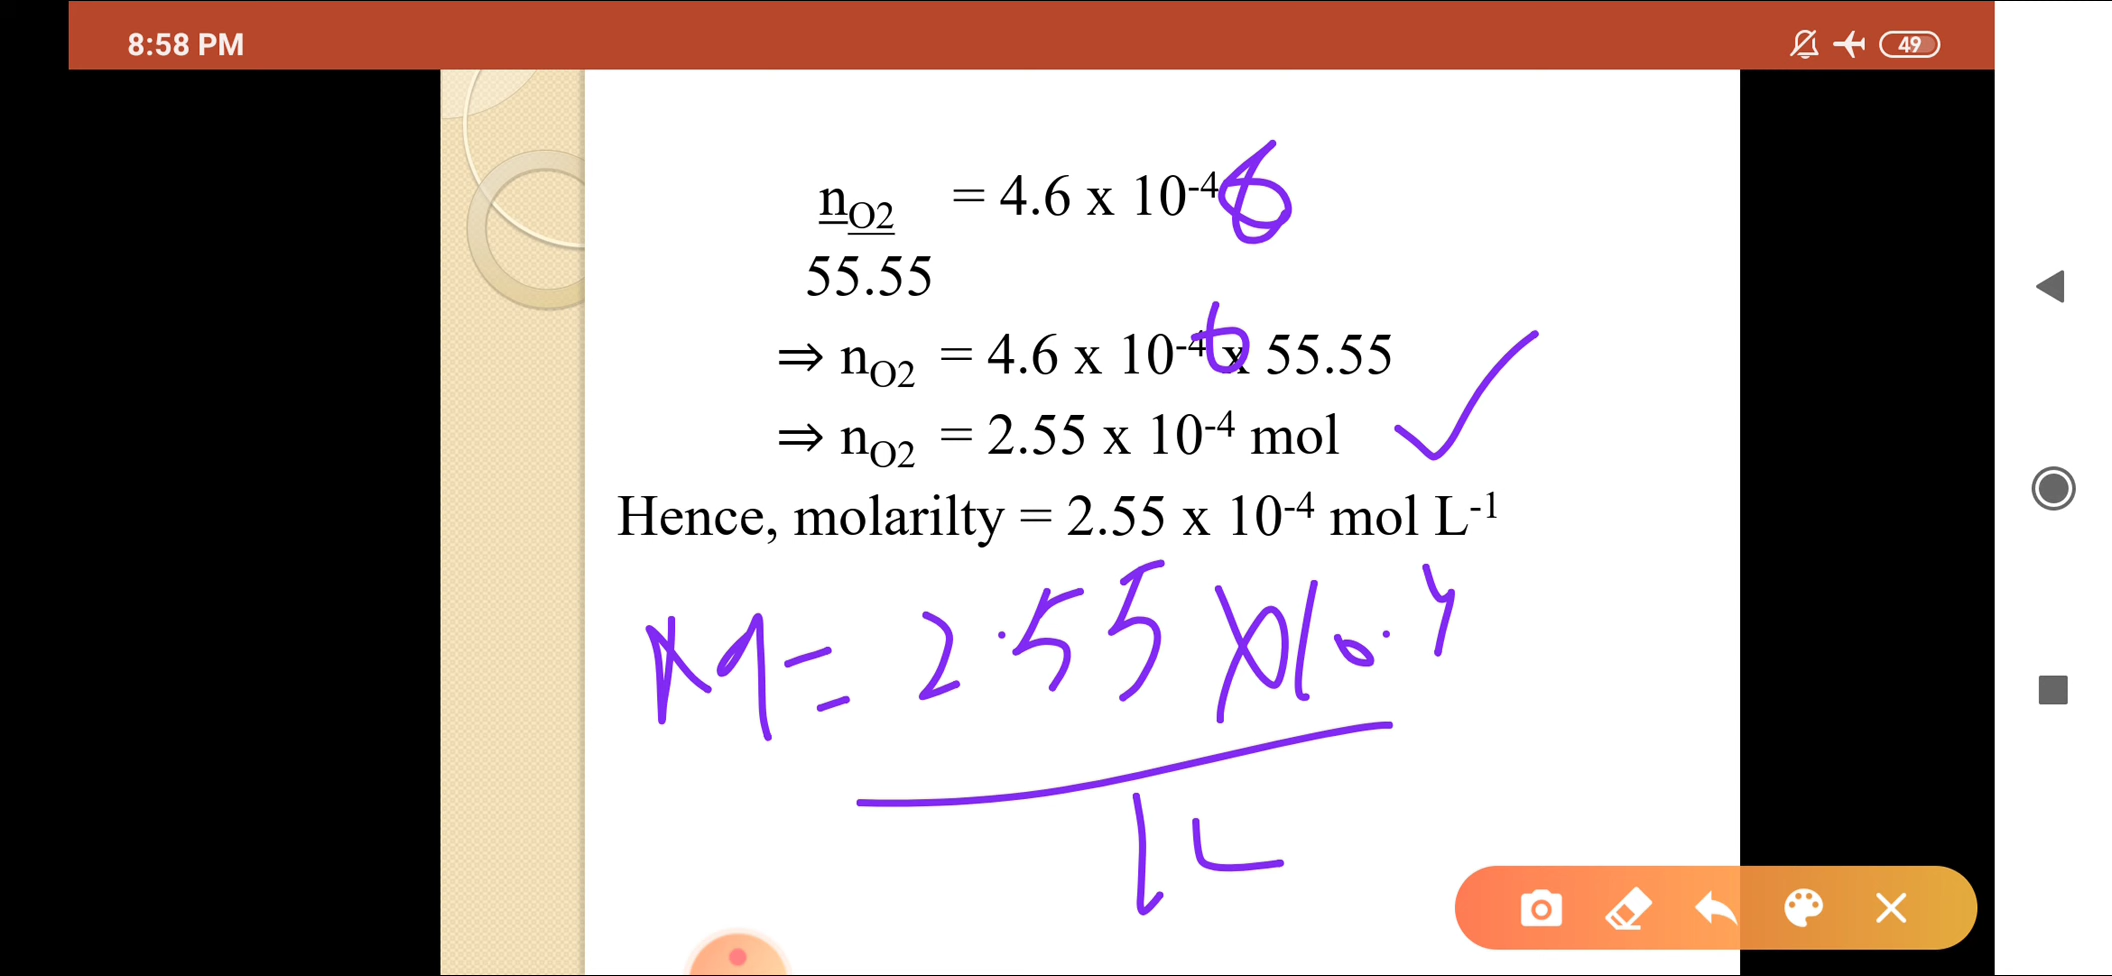 8:58 PM
49
nO2 = 4.6 x 10-4 6
55.55
⇒ nO2 = 4.6 x 10-4 6 x 55.55
⇒ nO2 = 2.55 x 10-4 mol
Hence, molarilty = 2.55 x 10-4 mol L-1
M = 2.55 x 10-4
1L